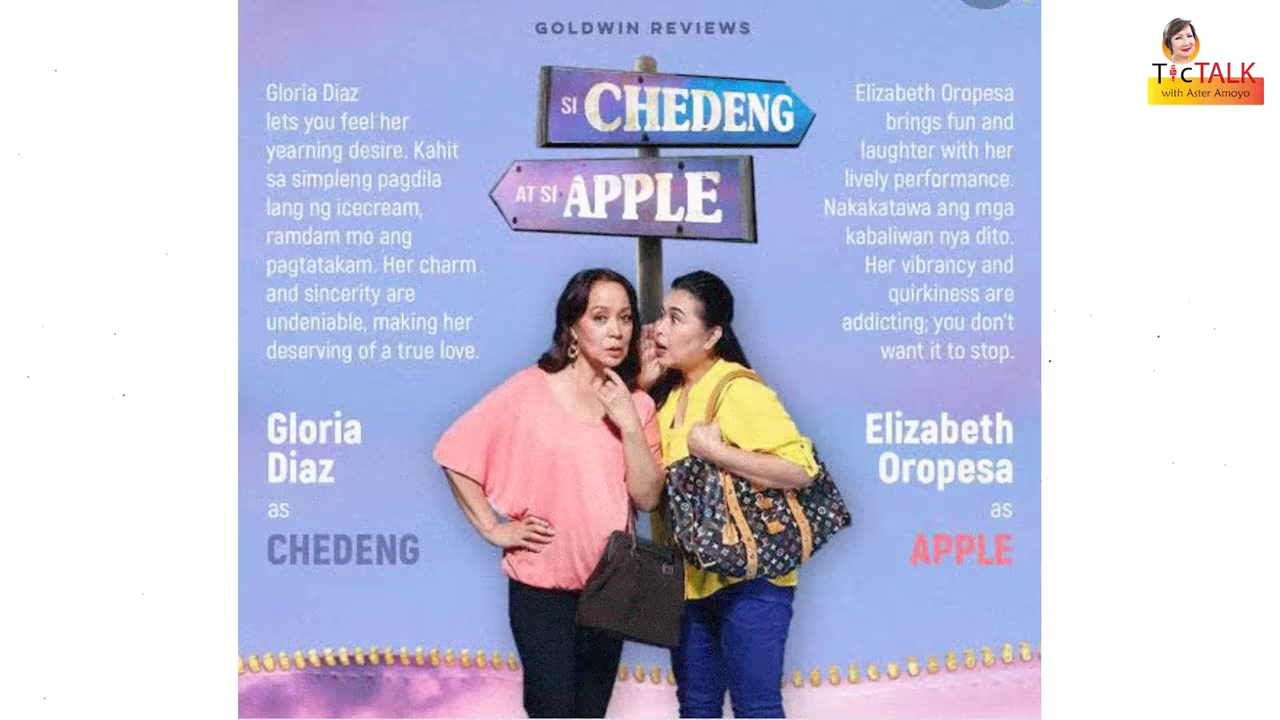 GOLDWIN REVIEWS
SI CHEDENG
AT SI APPLE
Gloria Diaz
lets you feel her
yearning desire. Kahit
sa simpleng pagdila
lang ng icecream,
ramdam mo ang
pagtatakam. Her charm
and sincerity are
undeniable, making her
deserving of a true love.
Gloria
Diaz
as
CHEDENG
Elizabeth Oropesa
brings fun and
laughter with her
lively performance.
Nakakatawa ang mga
kabaliwan nya dito.
Her vibrancy and
quirkiness are
addicting; you don't
want it to stop.
Elizabeth
Oropesa
as
APPLE
TicTALK
with Aster Amoyo